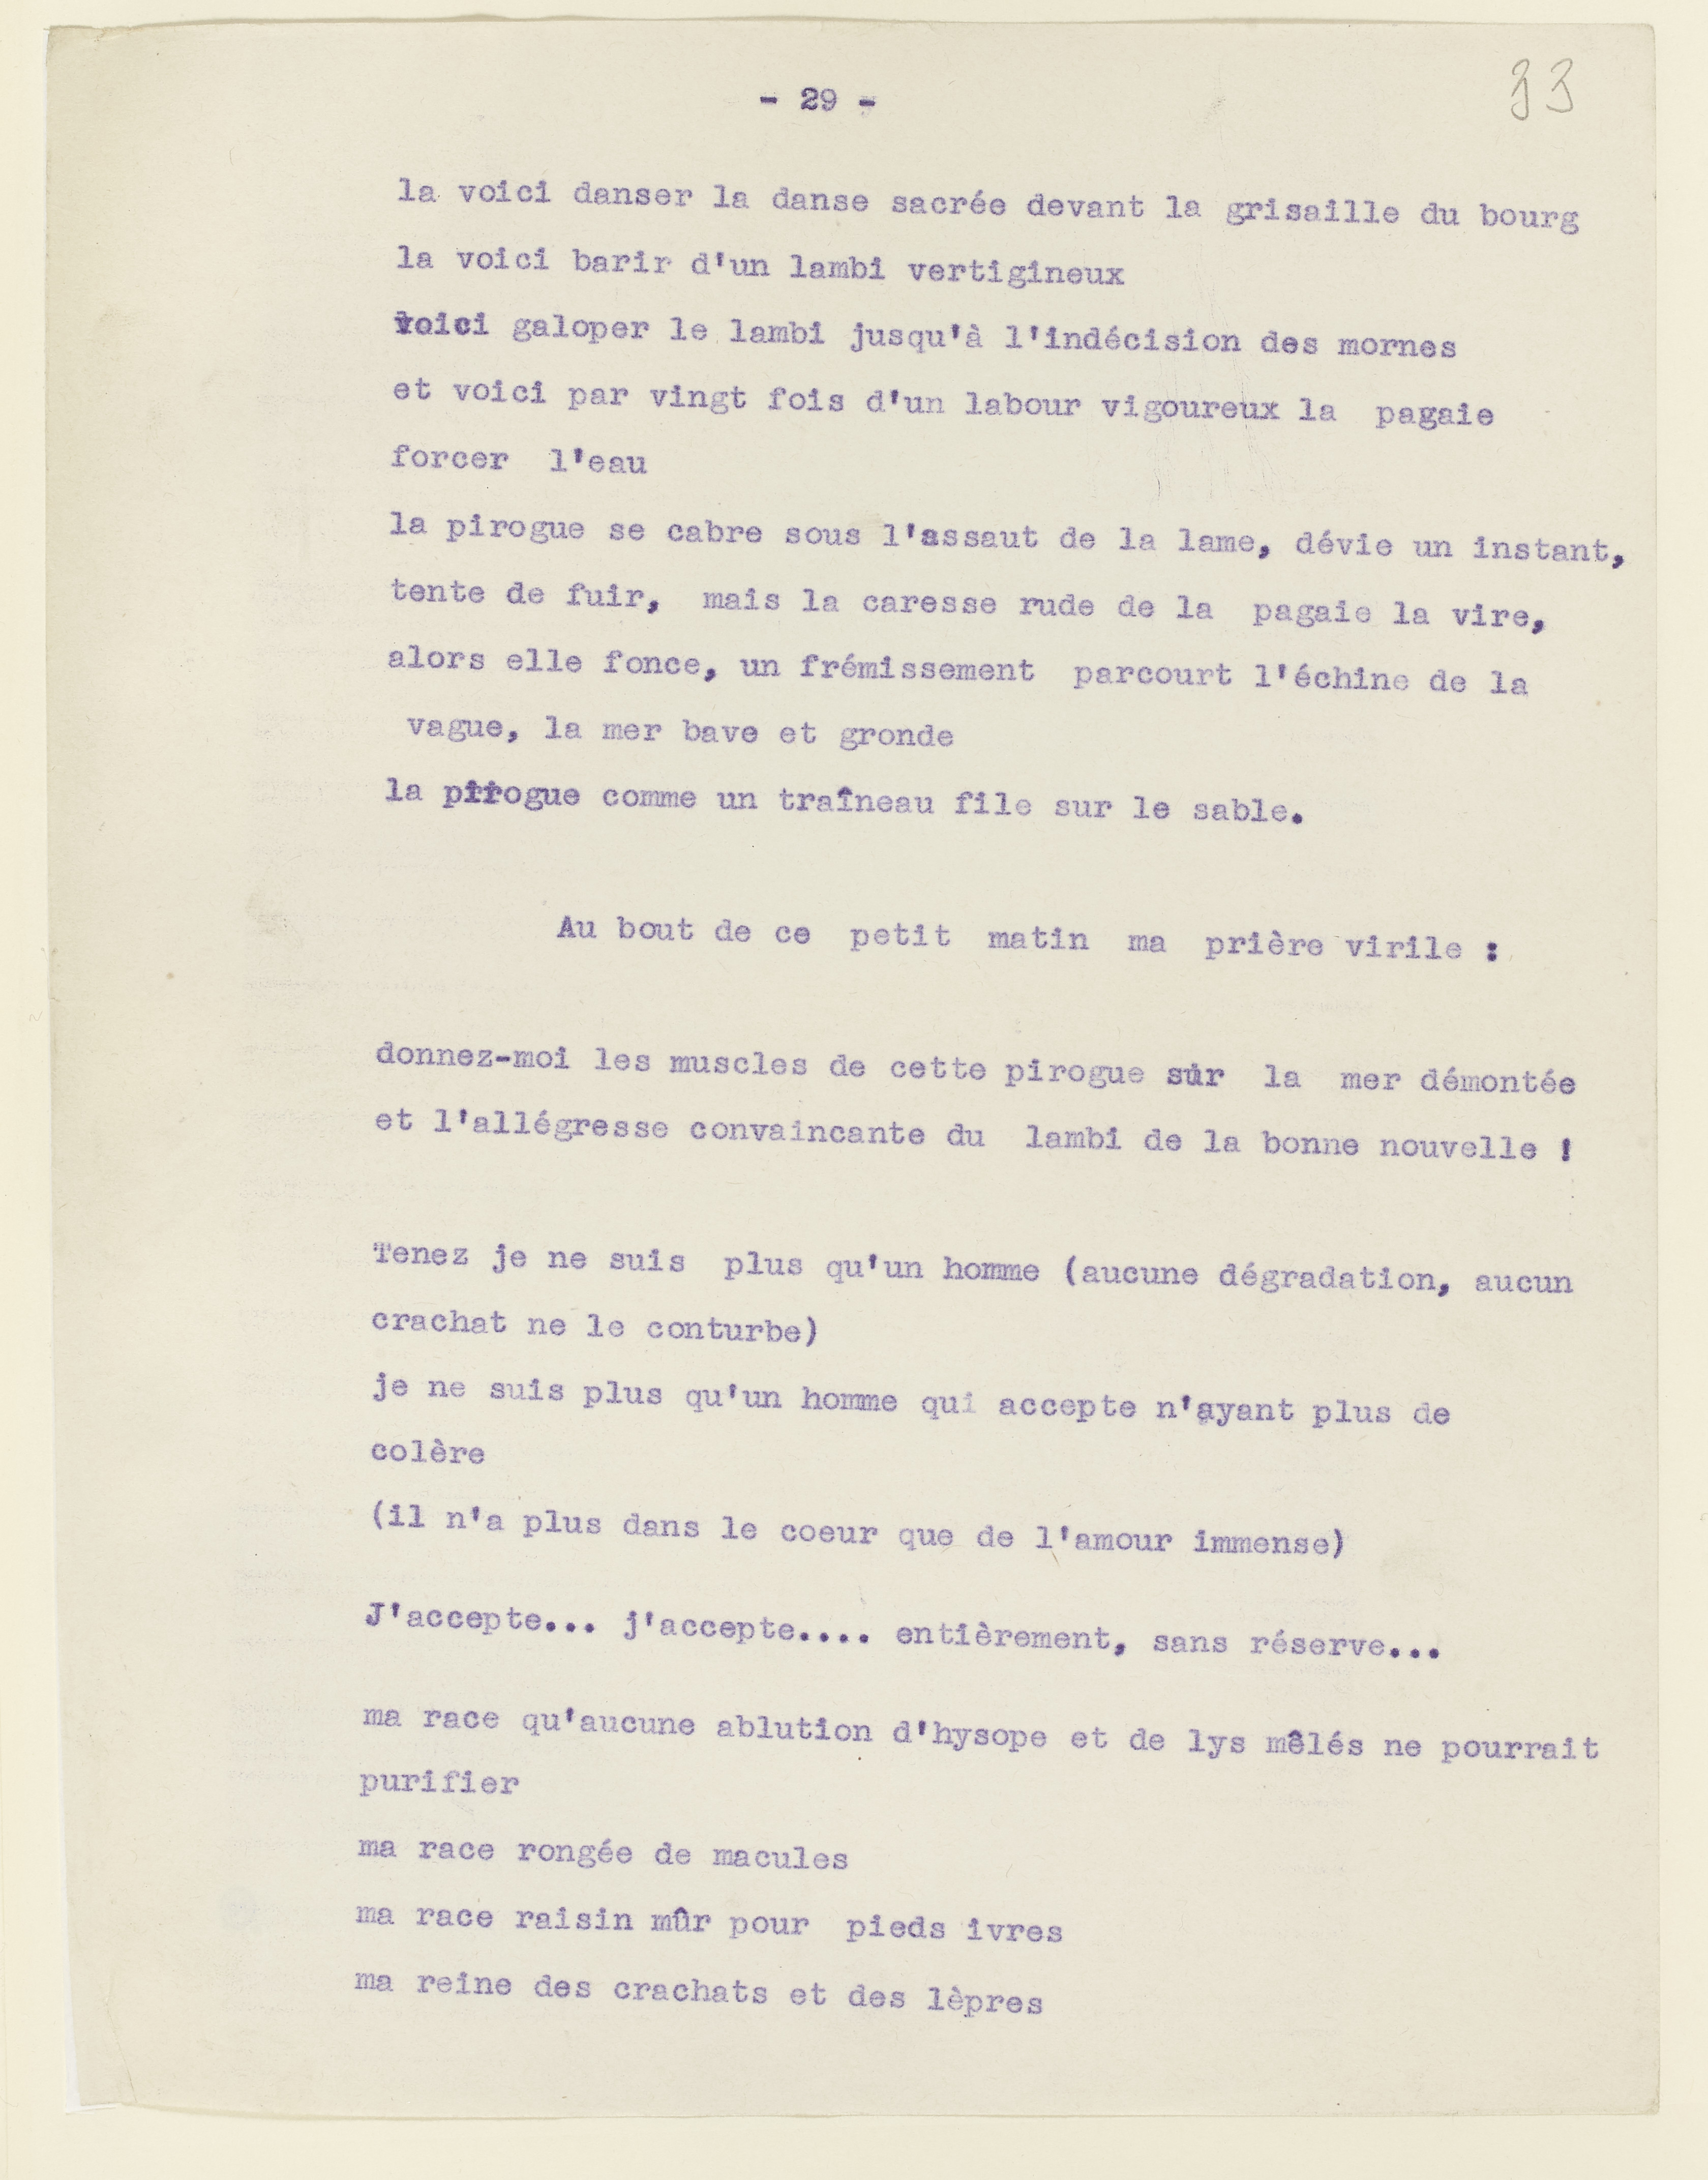 - 29 -
33
la voici danser la danse sacrée devant la grisaille du bourg
la voici barir d'un lambi vertigineux
voici galoper le lambi jusqu'à l'indécision des mornes
et voici par vingt fois d'un labour vigoureux la pagaie
forcer l'eau
la pirogue se cabre sous l'assaut de la lame, dévie un instant,
tente de fuir, mais la caresse rude de la pagaie la vire,
alors elle fonce, un frémissement parcourt l'échine de la
vague, la mer bave et gronde
la pirogue comme un traîneau file sur le sable.
Au bout de ce petit matin ma prière virile :
donnez-moi les muscles de cette pirogue sur la mer démontée
et l'allégresse convaincante du lambi de la bonne nouvelle !
Tenez je ne suis plus qu'un homme (aucune dégradation, aucun
crachat ne le conturbe)
je ne suis plus qu'un homme qui accepte n'ayant plus de
colère
(il n'a plus dans le coeur que de l'amour immense)
J'accepte... j'accepte.... entièrement, sans réserve...
ma race qu'aucune ablution d'hysope et de lys mêlés ne pourrait
purifier
ma race rongée de macules
ma race raisin mûr pour pieds ivres
ma reine des crachats et des lèpres